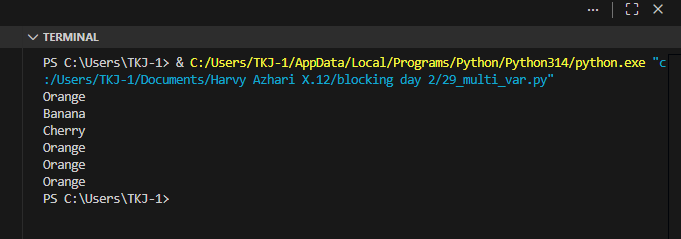 TERMINAL
PS C:\Users\TKJ-1> & C:/Users/TKJ-1/AppData/Local/Programs/Python/Python314/python.exe "c
:/Users/TKJ-1/Documents/Harvy Azhari X.12/blocking day 2/29_multi_var.py"
Orange
Banana
Cherry
Orange
Orange
Orange
PS C:\Users\TKJ-1>